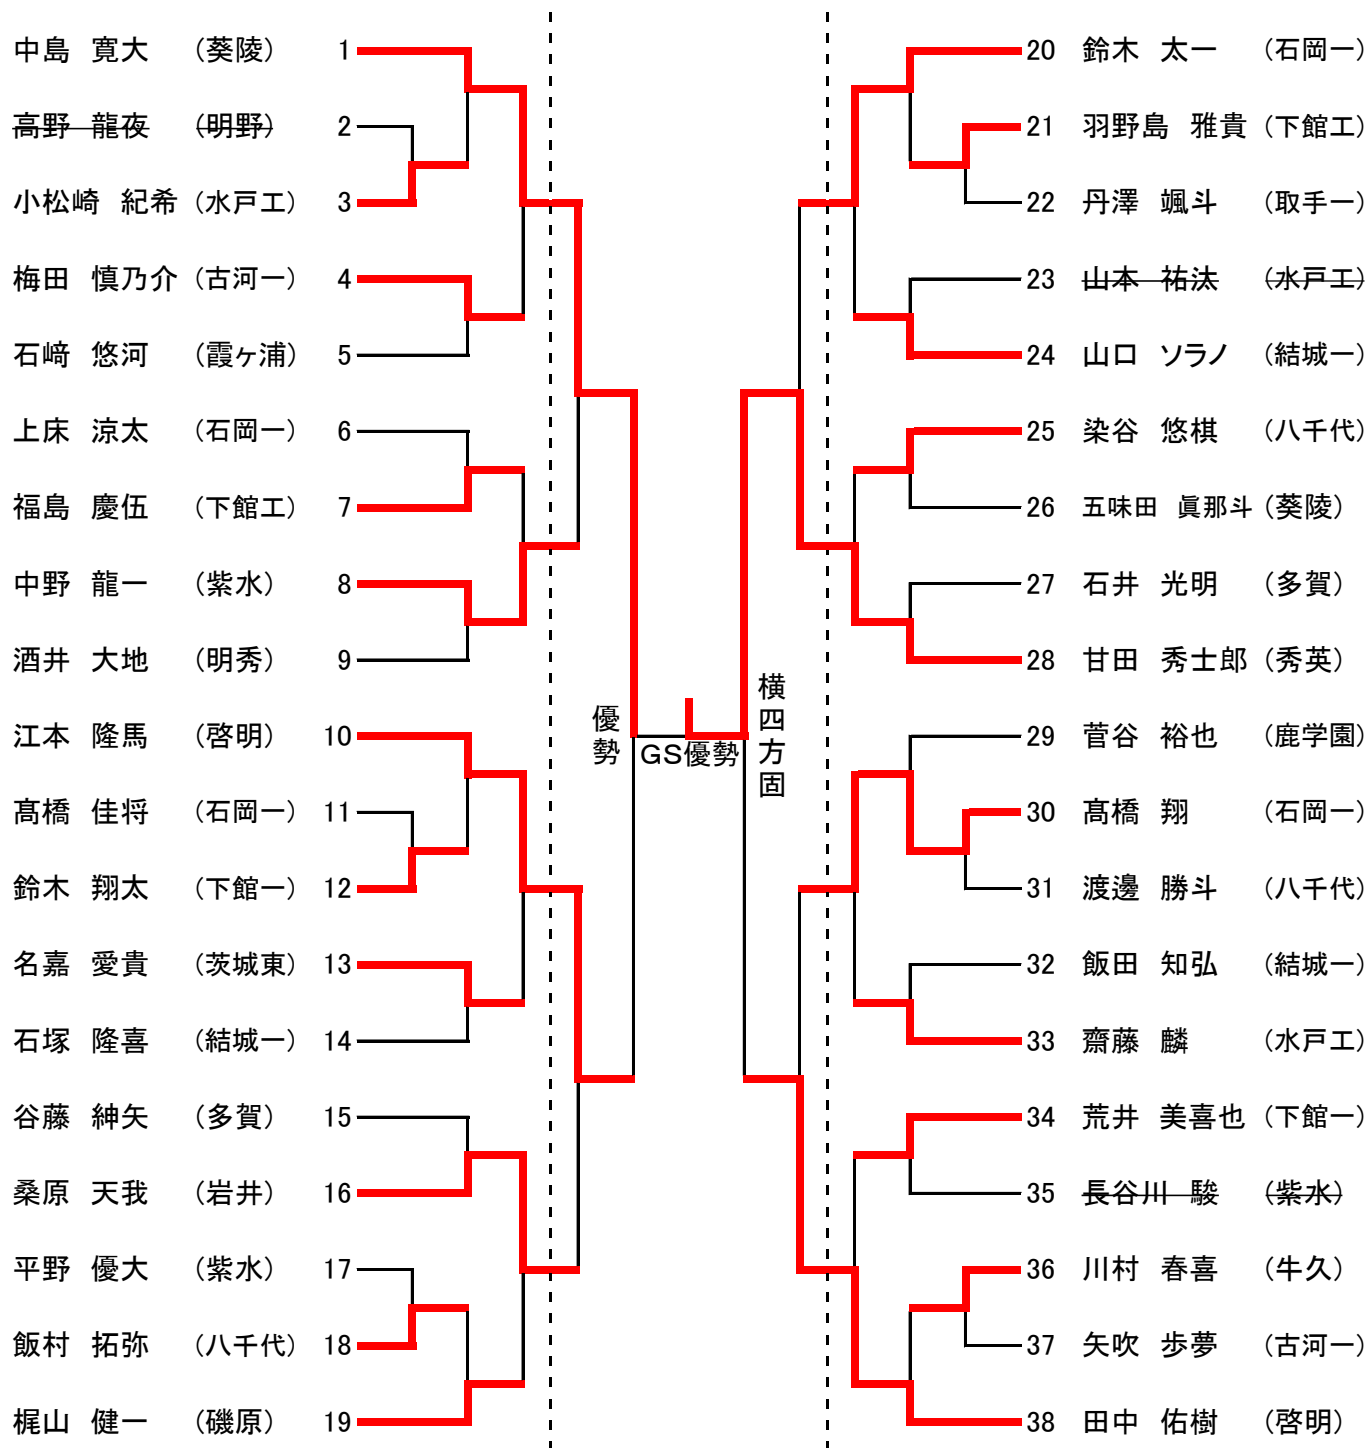 中島 寛大 (葵陵) 1
高野 龍夜 (明野) 2
小松崎 紀希 (水戸工) 3
梅田 慎乃介 (古河一) 4
石﨑 悠河 (霞ヶ浦) 5
上床 涼太 (石岡一) 6
福島 慶伍 (下館工) 7
中野 龍一 (紫水) 8
酒井 大地 (明秀) 9
江本 隆馬 (啓明) 10
髙橋 佳将 (石岡一) 11
鈴木 翔太 (下館一) 12
名嘉 愛貴 (茨城東) 13
石塚 隆喜 (結城一) 14
谷藤 紳矢 (多賀) 15
桑原 天我 (岩井) 16
平野 優大 (紫水) 17
飯村 拓弥 (八千代) 18
梶山 健一 (磯原) 19
優勢
GS優勢
横四方固
20 鈴木 太一 (石岡一)
21 羽野島 雅貴 (下館工)
22 丹澤 颯斗 (取手一)
23 山本 祐汰 (水戸工)
24 山口 ソラノ (結城一)
25 染谷 悠棋 (八千代)
26 五味田 眞那斗 (葵陵)
27 石井 光明 (多賀)
28 甘田 秀士郎 (秀英)
29 菅谷 裕也 (鹿学園)
30 髙橋 翔 (石岡一)
31 渡邊 勝斗 (八千代)
32 飯田 知弘 (結城一)
33 齋藤 麟 (水戸工)
34 荒井 美喜也 (下館一)
35 長谷川 駿 (紫水)
36 川村 春喜 (牛久)
37 矢吹 歩夢 (古河一)
38 田中 佑樹 (啓明)